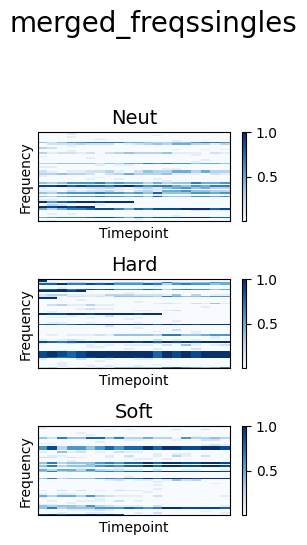 merged_freqssingles
Neut
1.0
0.5
Frequency
Timepoint
Hard
1.0
0.5
Frequency
Timepoint
Soft
1.0
0.5
Frequency
Timepoint